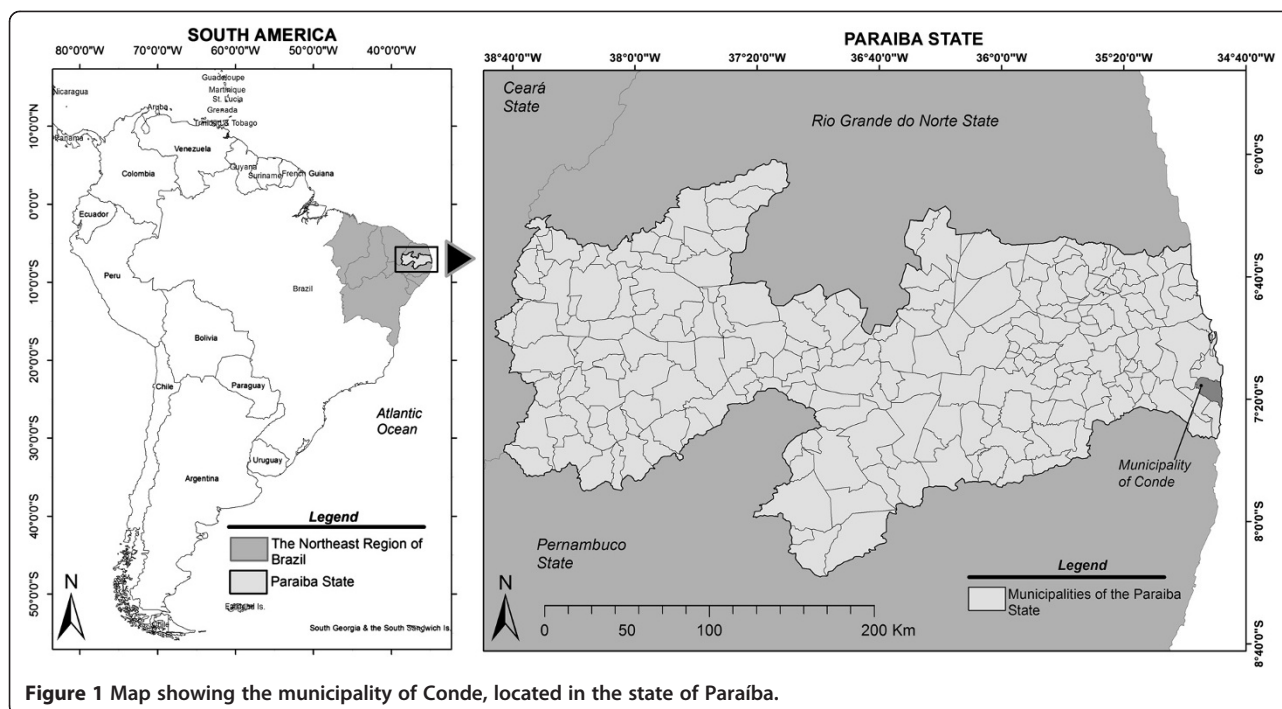 SOUTH AMERICA
80°0'0"W 70°0'0"W 60°0'0"W 50°0'0"W 40°0'0"W
10°0'0"N
0°0'0"
10°0'0"S
20°0'0"S
30°0'0"S
40°0'0"S
50°0'0"S
Guadeloupe
Nicaragua
Martinique
St. Lucia
Aruba
Grenada
Trinidad & Tobago
Panama
Venezuela
Guyana
Suriname
French Guiana
Colombia
Ecuador
Peru
Brazil
Bolivia
Chile
Paraguay
Atlantic
Ocean
Uruguay
Argentina
Legend
The Northeast Region of
Brazil
Paraiba State
N
South Georgia & the South Sandwich Is.
PARAIBA STATE
38°40'0"W 38°0'0"W 37°20'0"W 36°40'0"W 36°0'0"W 35°20'0"W 34°40'0"W
Ceará
State
Rio Grande do Norte State
6°0'0"S
6°40'0"S
7°20'0"S
8°0'0"S
8°40'0"S
Municipality
of Conde
Pernambuco
State
Legend
Municipalities of the Paraiba
State
N
0 50 100 200 Km
Figure 1 Map showing the municipality of Conde, located in the state of Paraíba.